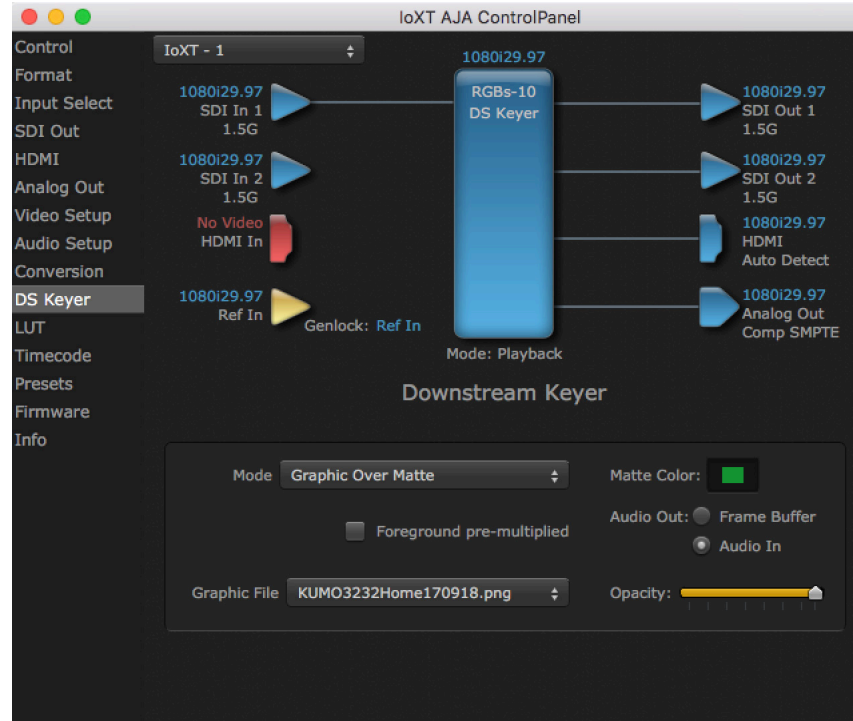 IoXT AJA ControlPanel
Control
Format
Input Select
SDI Out
HDMI
Analog Out
Video Setup
Audio Setup
Conversion
DS Keyer
LUT
Timecode
Presets
Firmware
Info
IoXT - 1
1080i29.97
SDI In 1
1.5G
1080i29.97
SDI In 2
1.5G
No Video
HDMI In
1080i29.97
Ref In
Genlock: Ref In
1080i29.97
RGBs-10
DS Keyer
Mode: Playback
1080i29.97
SDI Out 1
1.5G
1080i29.97
SDI Out 2
1.5G
1080i29.97
HDMI
Auto Detect
1080i29.97
Analog Out
Comp SMPTE
Downstream Keyer
Mode Graphic Over Matte
Matte Color:
Foreground pre-multiplied
Audio Out: Frame Buffer
Audio In
Graphic File KUMO3232Home170918.png
Opacity: